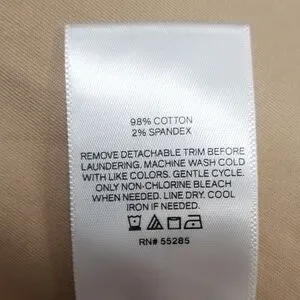 98% COTTON
2% SPANDEX
REMOVE DETACHABLE TRIM BEFORE
LAUNDERING. MACHINE WASH COLD
WITH LIKE COLORS. GENTLE CYCLE.
ONLY NON-CHLORINE BLEACH
WHEN NEEDED. LINE DRY. COOL
IRON IF NEEDED.
RN# 55285